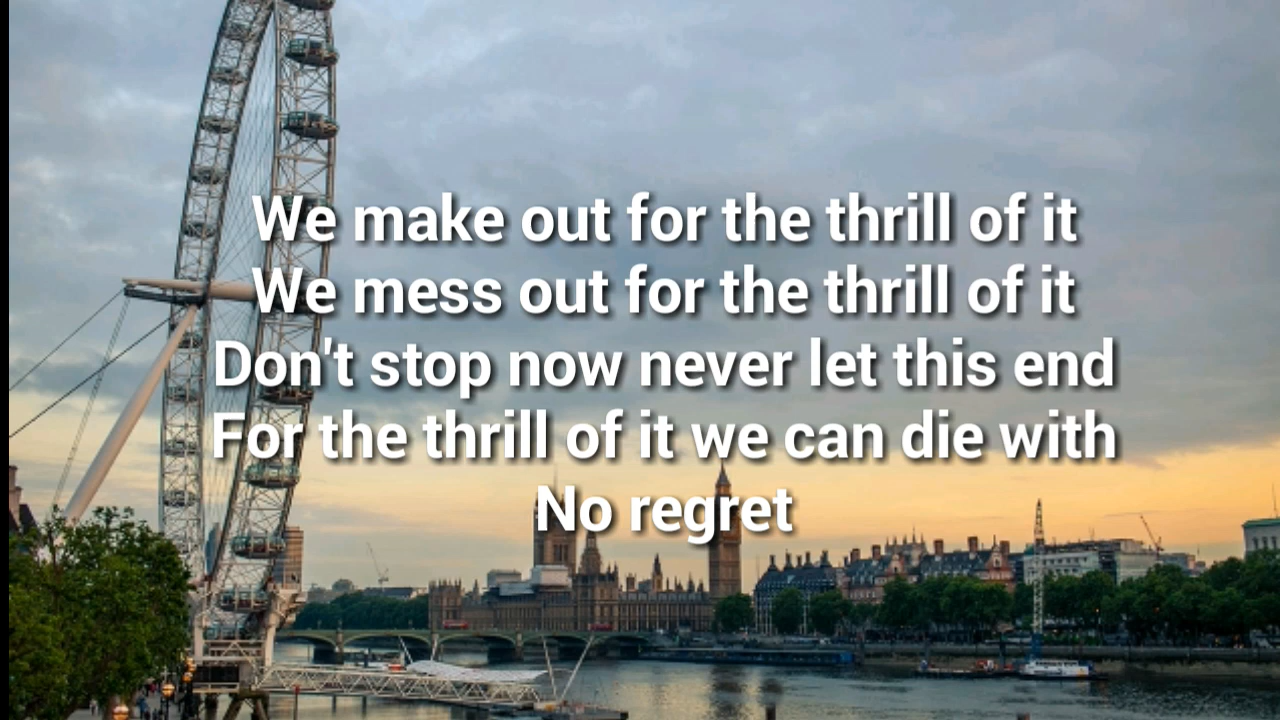 We make out for the thrill of it
We mess out for the thrill of it
Don't stop now never let this end
For the thrill of it we can die with
No regret